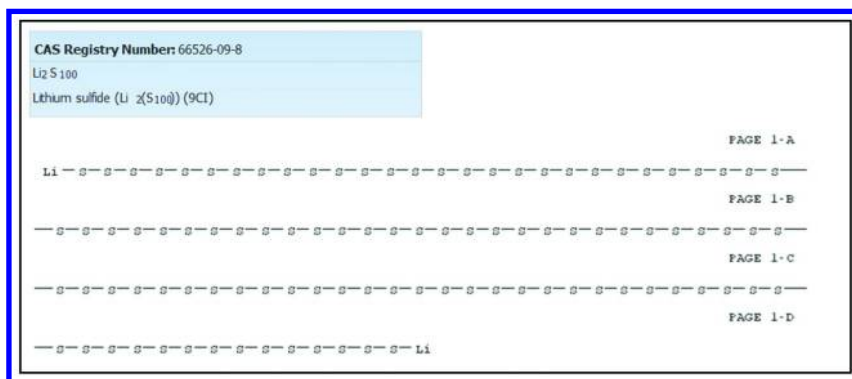 CAS Registry Number: 66526-09-8
Li2 S 100
Lithium sulfide (Li 2(S100)) (9CI)
PAGE 1-A
Li—S—S—S—S—S—S—S—S—S—S—S—S—S—S—S—S—S—S—S—S—S—S—S—S—S—S—S—S—
PAGE 1-B
—S—S—S—S—S—S—S—S—S—S—S—S—S—S—S—S—S—S—S—S—S—S—S—S—S—S—S—S—S—
PAGE 1-C
—S—S—S—S—S—S—S—S—S—S—S—S—S—S—S—S—S—S—S—S—S—S—S—S—S—S—S—S—S—
PAGE 1-D
—S—S—S—S—S—S—S—S—S—S—S—S—S—S—Li